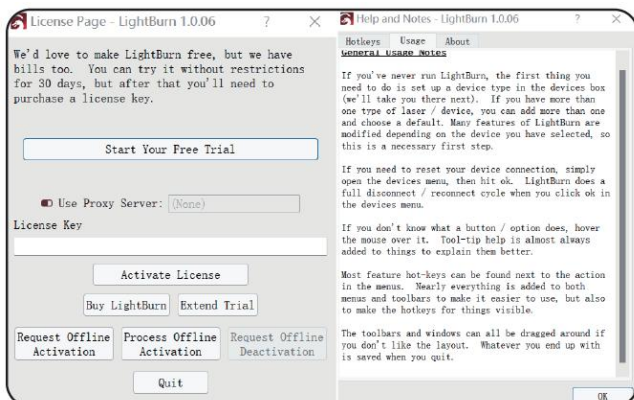 License Page - LightBurn 1.0.06
We'd love to make LightBurn free, but we have
bills too. You can try it without restrictions
for 30 days, but after that you'll need to
purchase a license key.
Start Your Free Trial
Use Proxy Server: (None)
License Key
Activate License
Buy LightBurn Extend Trial
Request Offline Activation
Process Offline Activation
Request Offline Deactivation
Quit
Help and Notes - LightBurn 1.0.06
Hotkeys Usage About
General Usage Notes
If you've never run LightBurn, the first thing you
need to do is set up a device type in the devices box
(we'll take you there next). If you have more than
one type of laser / device, you can add more than one
and choose a default. Many features of LightBurn are
modified depending on the device you have selected, so
this is a necessary first step.
If you need to reset your device connection, simply
open the devices menu, then hit ok. LightBurn does a
full disconnect / reconnect cycle when you click ok in
the devices menu.
If you don't know what a button / option does, hover
the mouse over it. Tool-tip help is almost always
added to things to explain them better.
Most feature hot-keys can be found next to the action
in the menus. Nearly everything is added to both
menus and toolbars to make it easier to use, but also
to make the hotkeys for things visible.
The toolbars and windows can all be dragged around if
you don't like the layout. Whatever you end up with
is saved when you quit.
OK